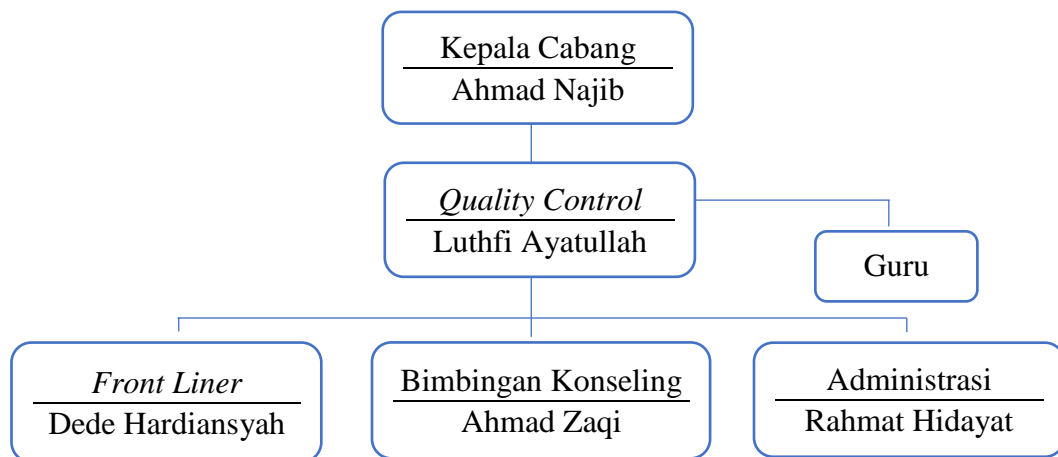 Kepala Cabang
Ahmad Najib
Quality Control
Luthfi Ayatullah
Guru
Front Liner
Dede Hardiansyah
Bimbingan Konseling
Ahmad Zaqi
Administrasi
Rahmat Hidayat